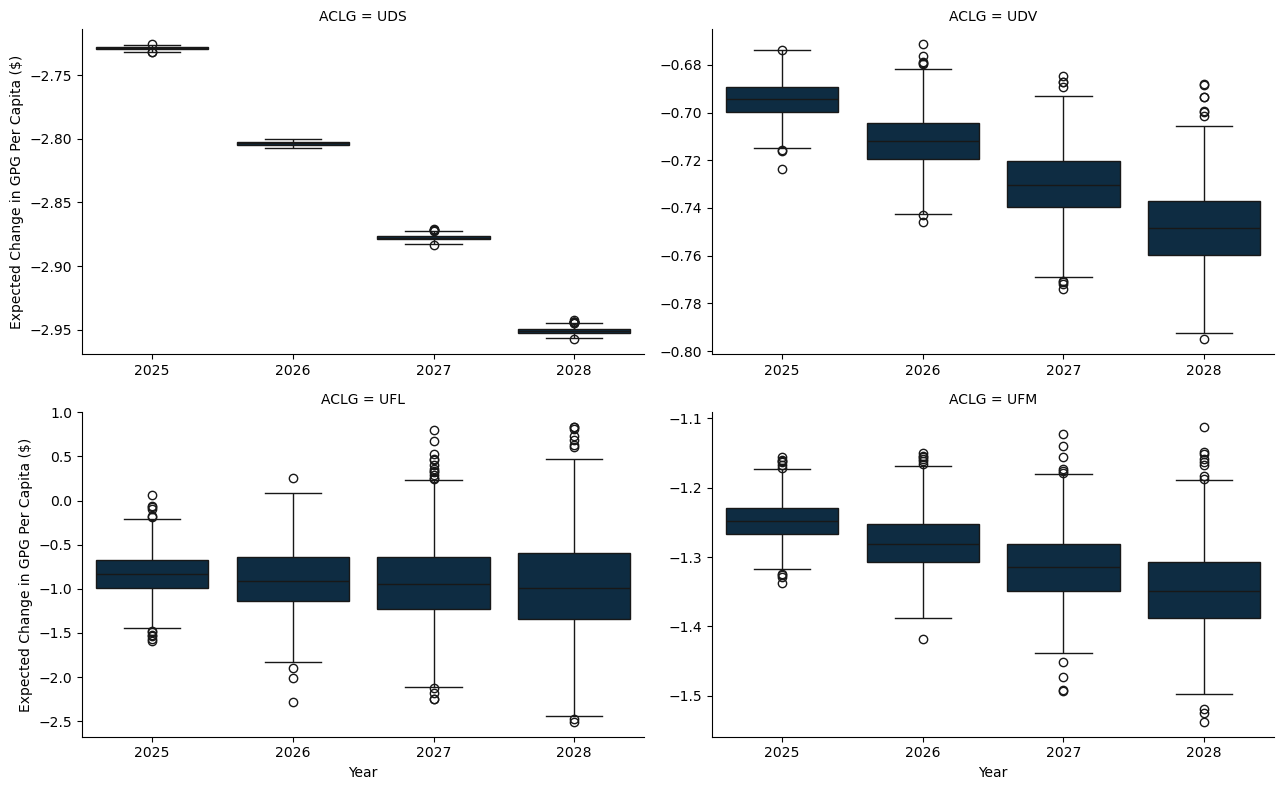 ACLG = UDS
Expected Change in GPG Per Capita ($)
−2.75
−2.80
−2.85
−2.90
−2.95
2025 2026 2027 2028
ACLG = UDV
−0.68
−0.70
−0.72
−0.74
−0.76
−0.78
−0.80
2025 2026 2027 2028
ACLG = UFL
Expected Change in GPG Per Capita ($)
1.0
0.5
0.0
−0.5
−1.0
−1.5
−2.0
−2.5
2025 2026 2027 2028
Year
ACLG = UFM
−1.1
−1.2
−1.3
−1.4
−1.5
2025 2026 2027 2028
Year